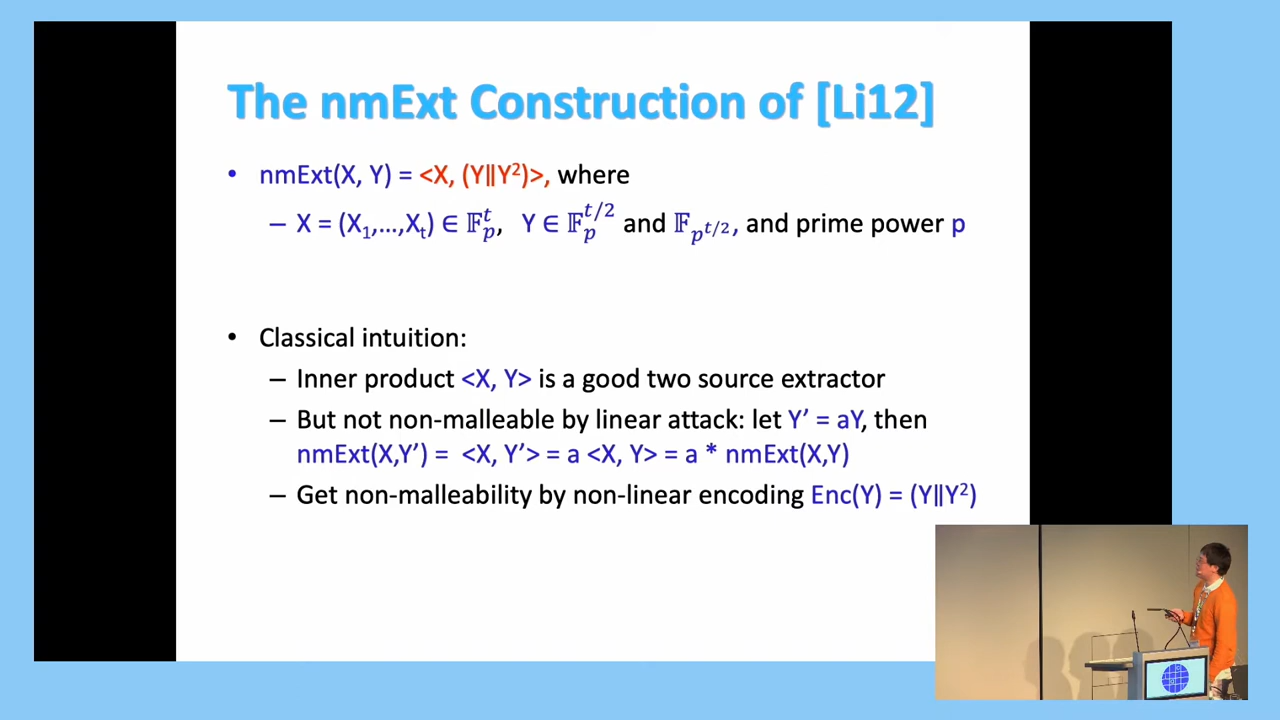 The nmExt Construction of [Li12]
• nmExt(X, Y) = <X, (Y∥Y²)>, where
– X = (X₁,…,Xₜ) ∈ 𝔽ₚᵗ, Y ∈ 𝔽ₚ^{t/2} and 𝔽_{p^{t/2}}, and prime power p
• Classical intuition:
– Inner product <X, Y> is a good two source extractor
– But not non-malleable by linear attack: let Y’ = aY, then
nmExt(X,Y’) = <X, Y’> = a <X, Y> = a * nmExt(X,Y)
– Get non-malleability by non-linear encoding Enc(Y) = (Y∥Y²)